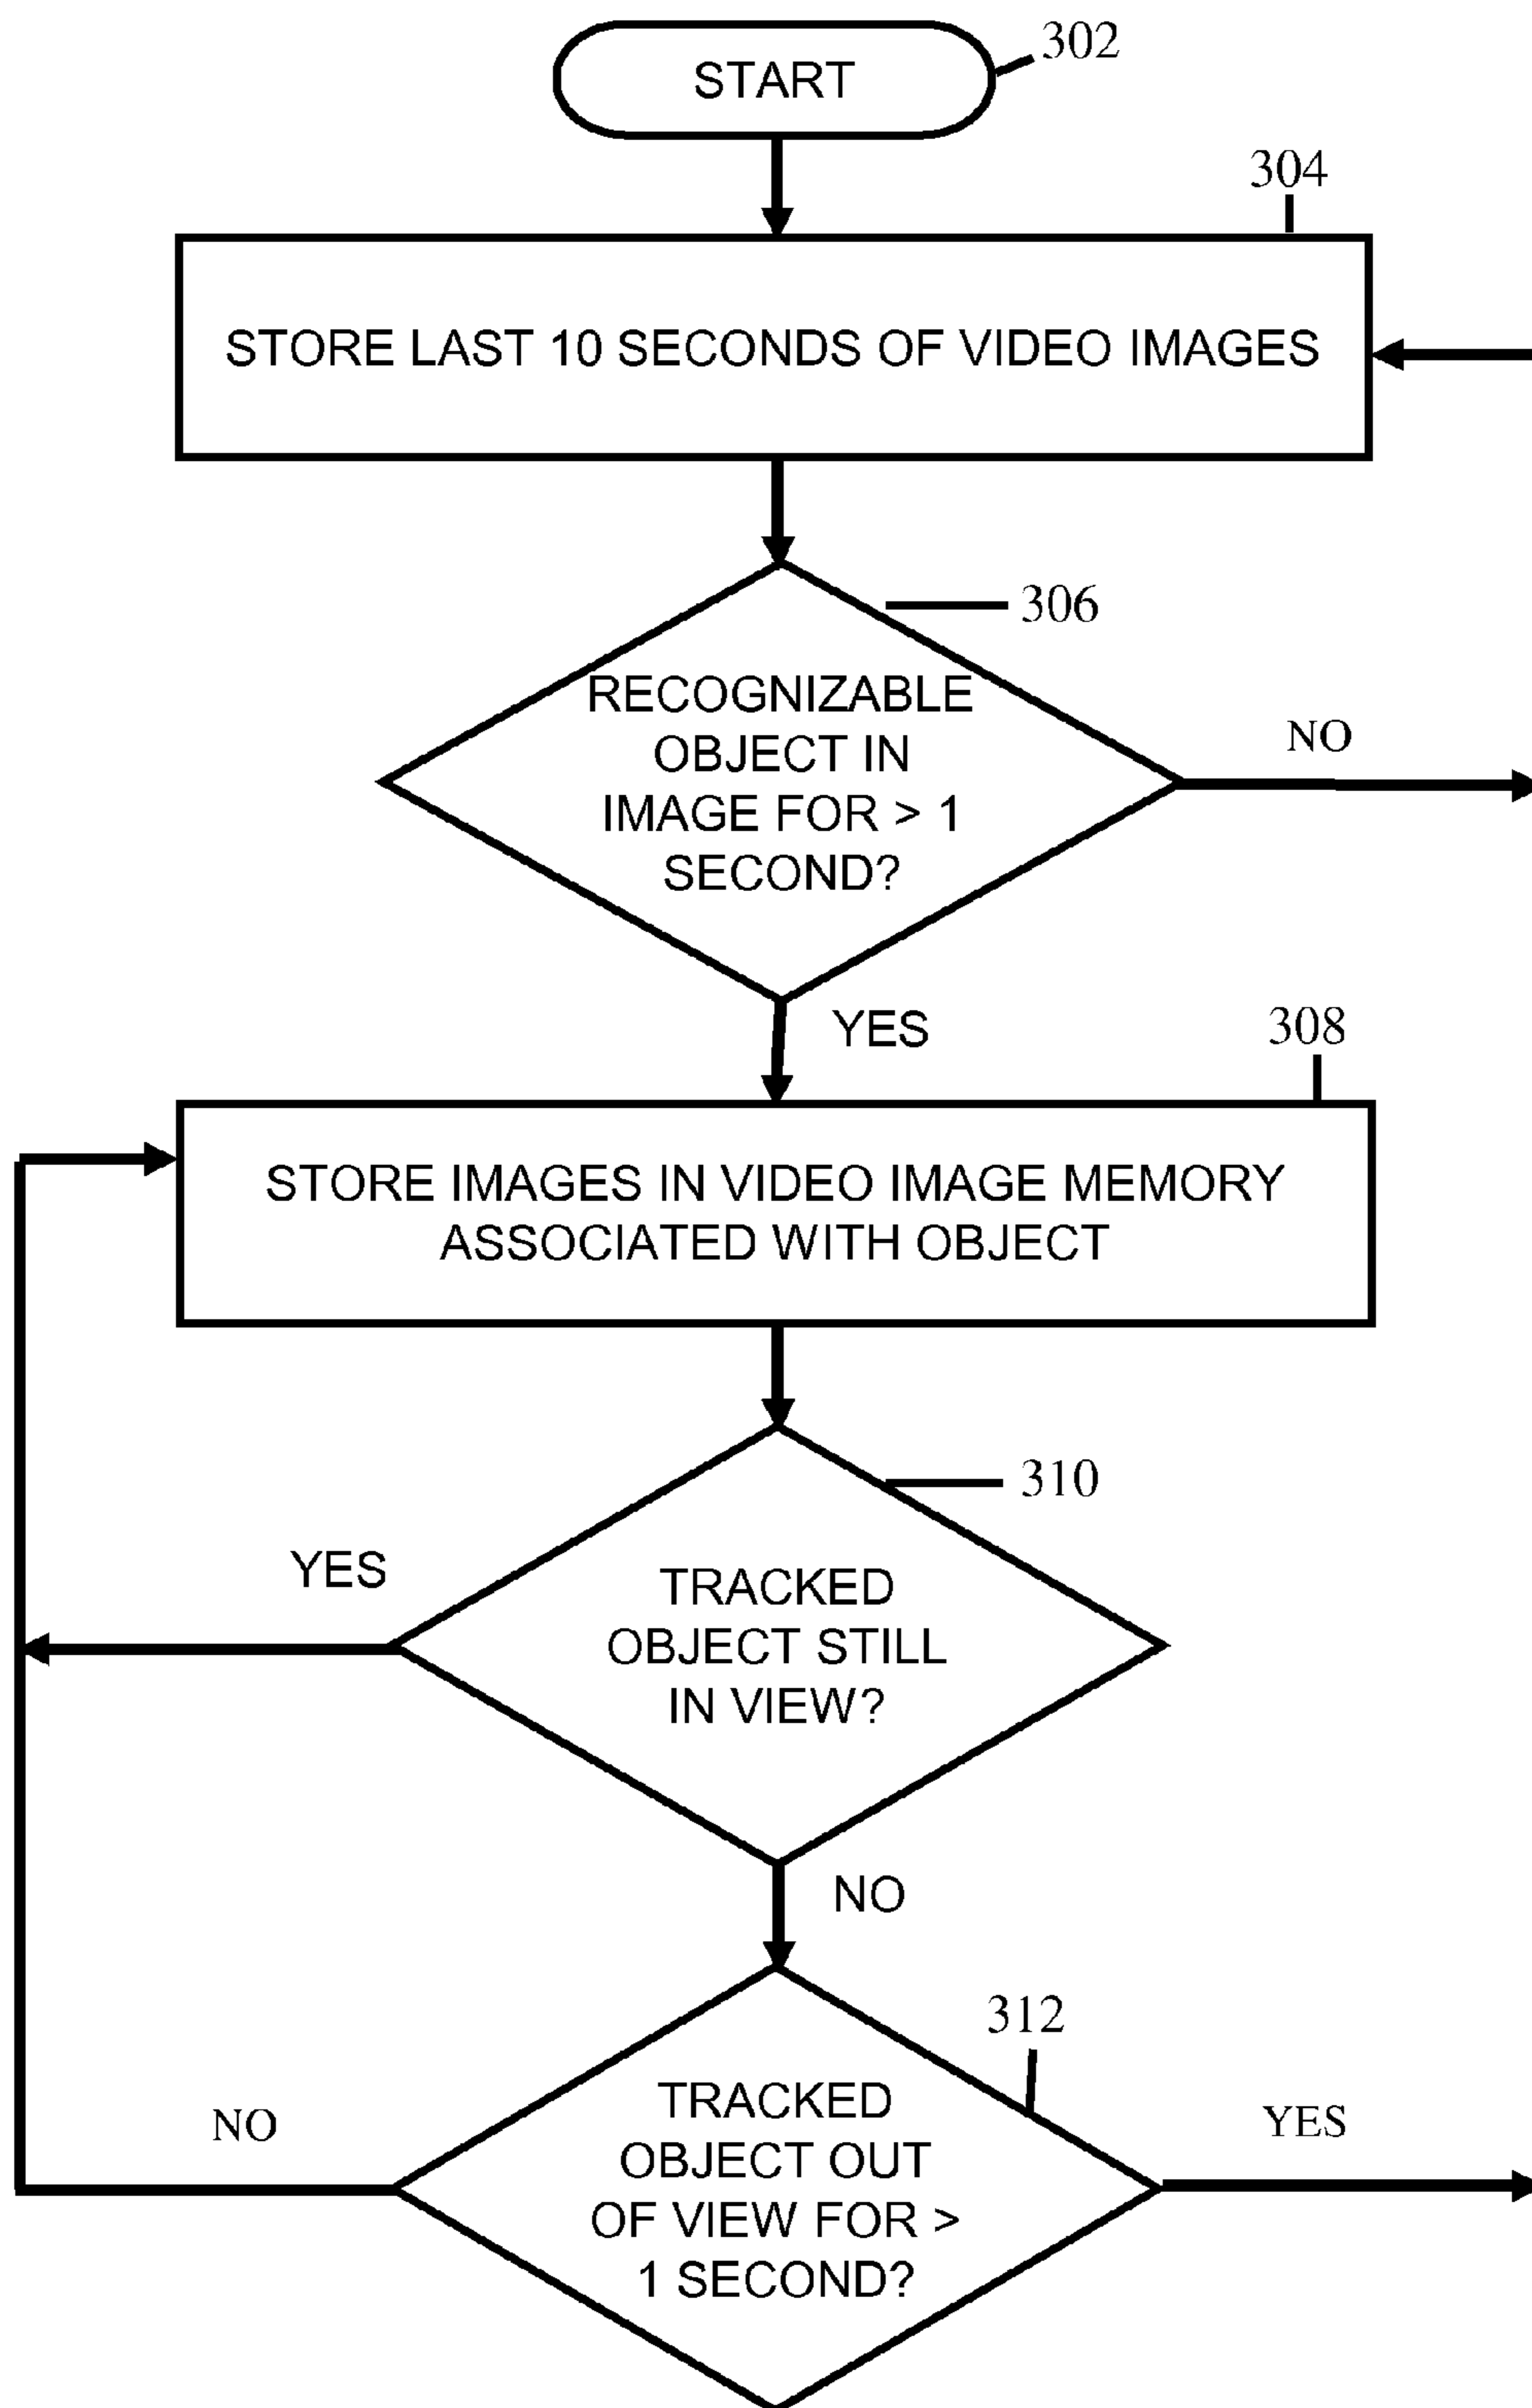 START
302
304
STORE LAST 10 SECONDS OF VIDEO IMAGES
306
RECOGNIZABLE
OBJECT IN
IMAGE FOR > 1
SECOND?
NO
YES
308
STORE IMAGES IN VIDEO IMAGE MEMORY
ASSOCIATED WITH OBJECT
310
YES
TRACKED
OBJECT STILL
IN VIEW?
NO
312
NO
TRACKED
OBJECT OUT
OF VIEW FOR >
1 SECOND?
YES